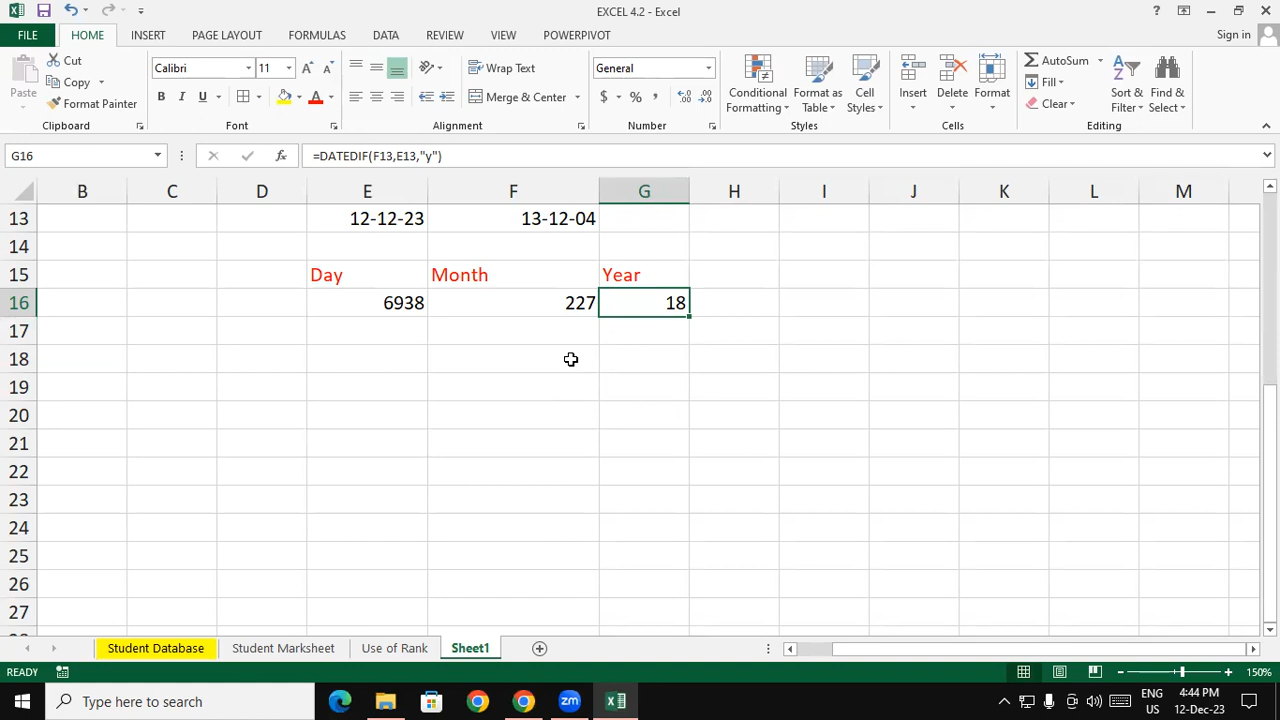 EXCEL 4.2 - Excel
FILE HOME INSERT PAGE LAYOUT FORMULAS DATA REVIEW VIEW POWERPIVOT Sign in
Paste
Cut
Copy
Format Painter
Clipboard
Calibri 11
B I U
Font
Wrap Text
Merge & Center
Alignment
General
$ % ,
Number
Conditional Formatting
Format as Table
Cell Styles
Styles
Insert Delete Format
Cells
AutoSum
Fill
Clear
Sort & Filter
Find & Select
Editing
G16 =DATEDIF(F13,E13,"y")
B C D E F G H I J K L M
13 12-12-23 13-12-04
14
15 Day Month Year
16 6938 227 18
17
18
19
20
21
22
23
24
25
26
27
Student Database Student Marksheet Use of Rank Sheet1
READY 150%
Type here to search
ENG
US
4:44 PM
12-Dec-23